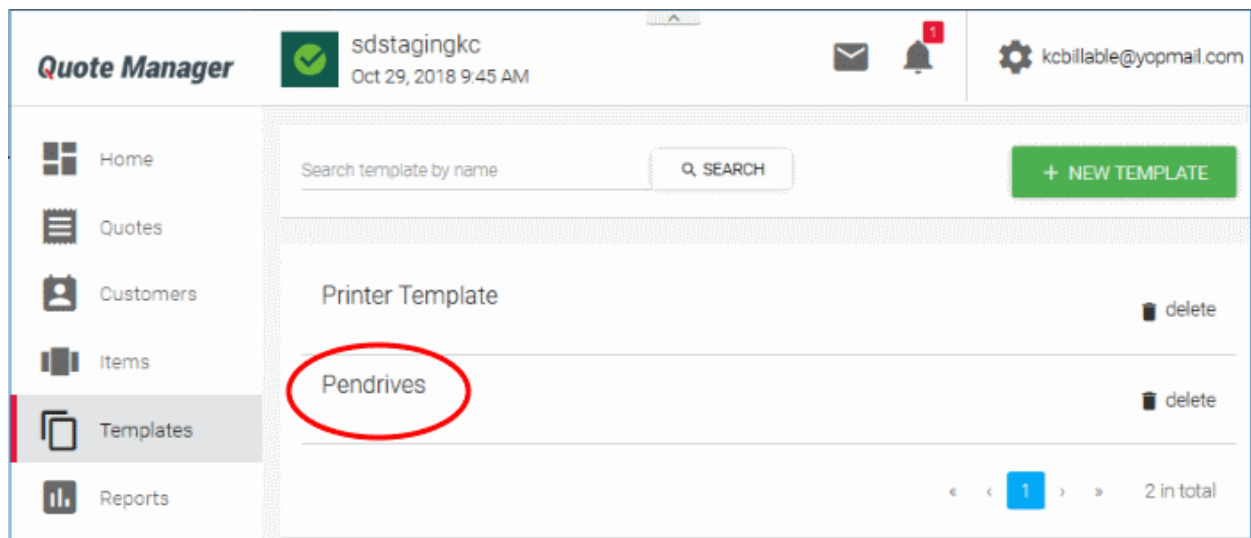 Quote Manager
sdstagingkc
Oct 29, 2018 9:45 AM
1
kcbillable@yopmail.com
Home
Quotes
Customers
Items
Templates
Reports
Search template by name
SEARCH
+ NEW TEMPLATE
Printer Template
delete
Pendrives
delete
« ‹ 1 › » 2 in total